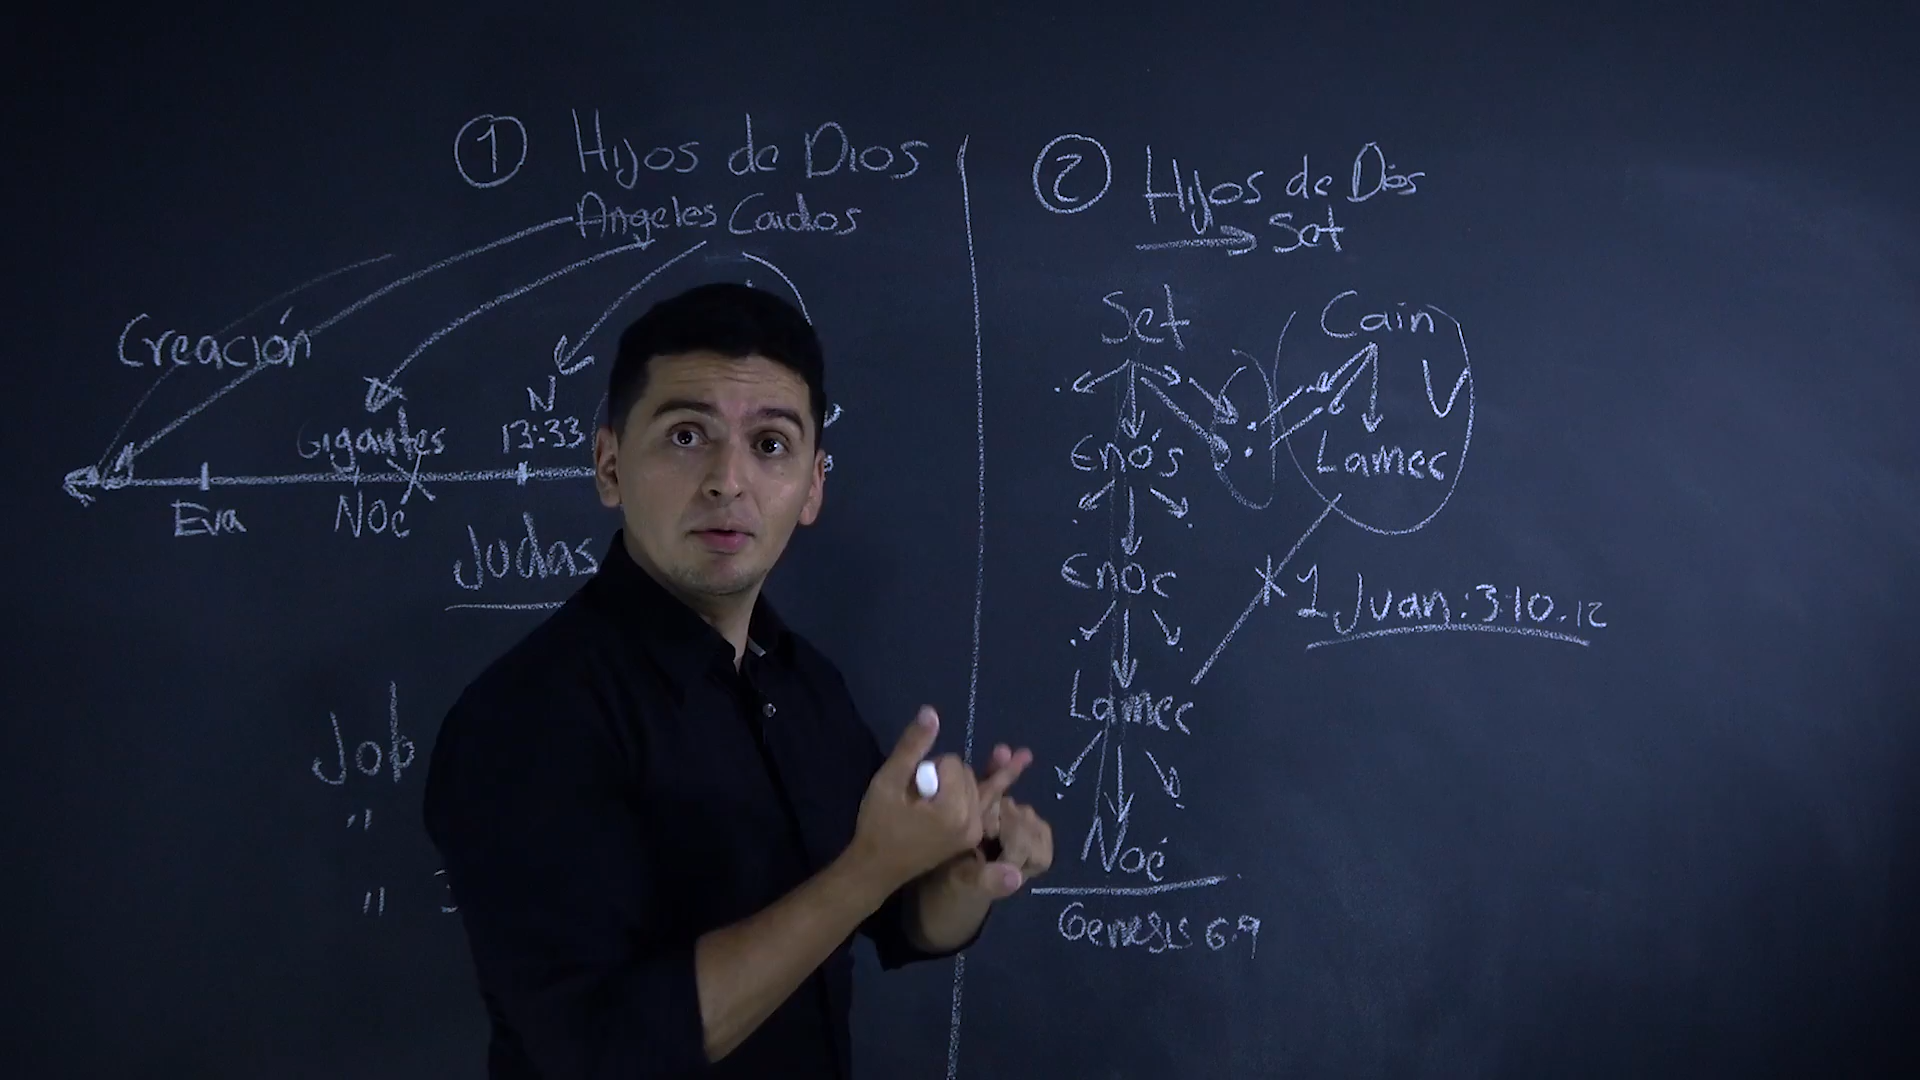 ① Hijos de Dios
Angeles Caidos
Creación
Gigantes
N
13:33
Eva
Noé
Judas
Job
"
"
② Hijos de Dios
Set
Set
Cain
V
Enós
Lamec
Enoc
1 Juan:3:10.12
Lamec
Noé
Genesis 6:9